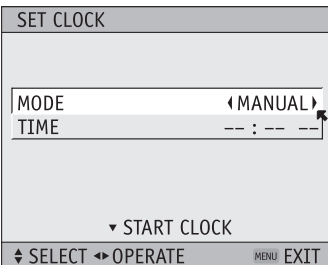 SET CLOCK
MODE ◂MANUAL▸
TIME --:-- --
▾ START CLOCK
♦ SELECT ◂▸ OPERATE MENU EXIT